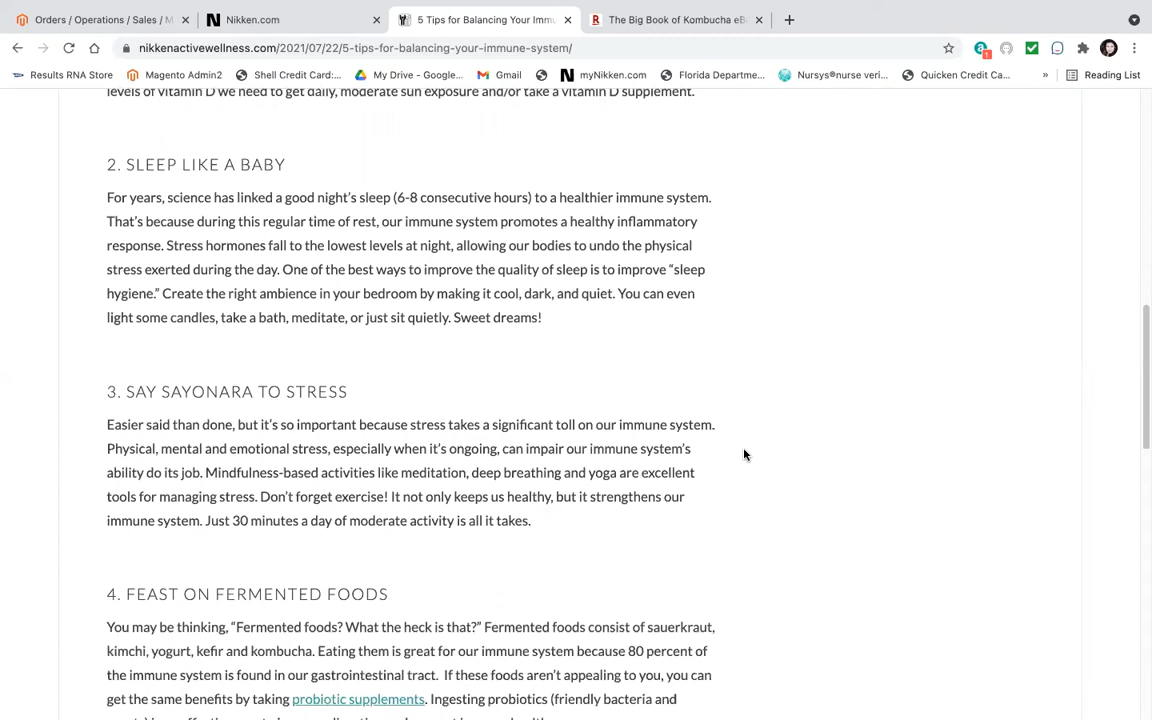 Orders / Operations / Sales / M
Nikken.com
5 Tips for Balancing Your Immu
The Big Book of Kombucha eB
nikkenactivewellness.com/2021/07/22/5-tips-for-balancing-your-immune-system/
Results RNA Store
Magento Admin2
Shell Credit Card:...
My Drive - Google...
Gmail
myNikken.com
Florida Departme...
Nursys®nurse veri...
Quicken Credit Ca...
»
Reading List
levels of vitamin D we need to get daily, moderate sun exposure and/or take a vitamin D supplement.
2. SLEEP LIKE A BABY
For years, science has linked a good night's sleep (6-8 consecutive hours) to a healthier immune system.
That's because during this regular time of rest, our immune system promotes a healthy inflammatory
response. Stress hormones fall to the lowest levels at night, allowing our bodies to undo the physical
stress exerted during the day. One of the best ways to improve the quality of sleep is to improve “sleep
hygiene.” Create the right ambience in your bedroom by making it cool, dark, and quiet. You can even
light some candles, take a bath, meditate, or just sit quietly. Sweet dreams!
3. SAY SAYONARA TO STRESS
Easier said than done, but it's so important because stress takes a significant toll on our immune system.
Physical, mental and emotional stress, especially when it's ongoing, can impair our immune system's
ability do its job. Mindfulness-based activities like meditation, deep breathing and yoga are excellent
tools for managing stress. Don't forget exercise! It not only keeps us healthy, but it strengthens our
immune system. Just 30 minutes a day of moderate activity is all it takes.
4. FEAST ON FERMENTED FOODS
You may be thinking, “Fermented foods? What the heck is that?” Fermented foods consist of sauerkraut,
kimchi, yogurt, kefir and kombucha. Eating them is great for our immune system because 80 percent of
the immune system is found in our gastrointestinal tract. If these foods aren't appealing to you, you can
get the same benefits by taking probiotic supplements. Ingesting probiotics (friendly bacteria and